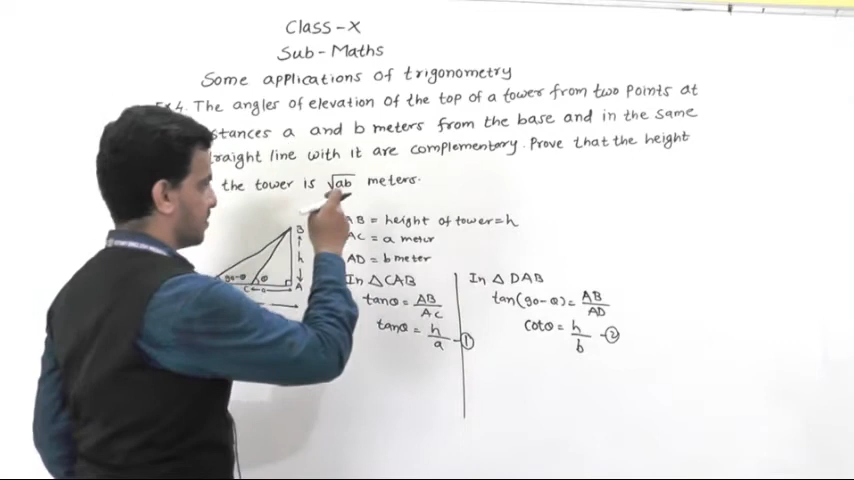 Class-X
Sub-Maths
Some applications of trigonometry
Ex4. The angles of elevation of the top of a tower from two points at
stances a and b meters from the base and in the same
raight line with it are complementary. Prove that the height
the tower is √ab meters.
AB = height of tower = h
AC = a meter
AD = b meter
B
h
A
a
C
θ
90-θ
In △CAB
tanθ = AB/AC
tanθ = h/a -①
In △DAB
tan(90-θ) = AB/AD
cotθ = h/b -②